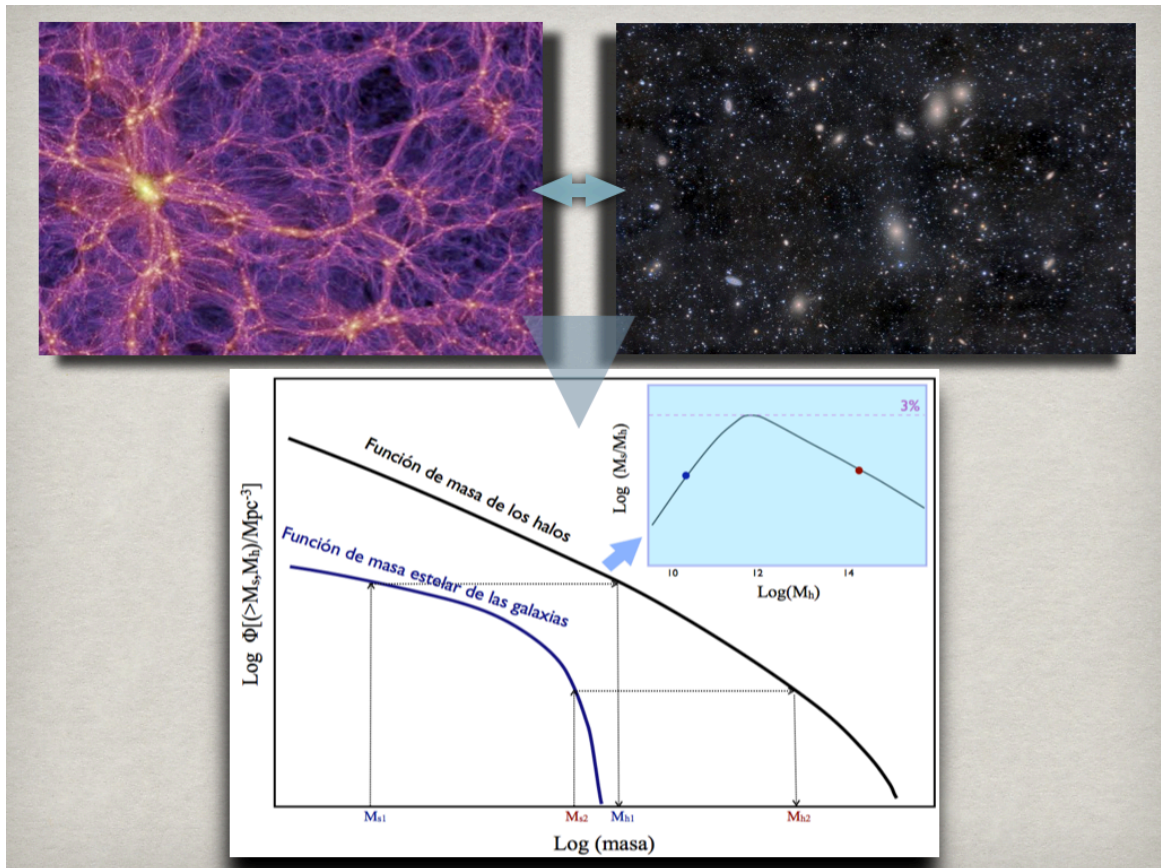 3%
Log (Ms/Mh)
10 12 14
Log(Mh)
Función de masa de los halos
Función de masa estelar de las galaxias
Log Φ[(>Ms,Mh)/Mpc-3]
Ms1 Ms2 Mh1 Mh2
Log (masa)